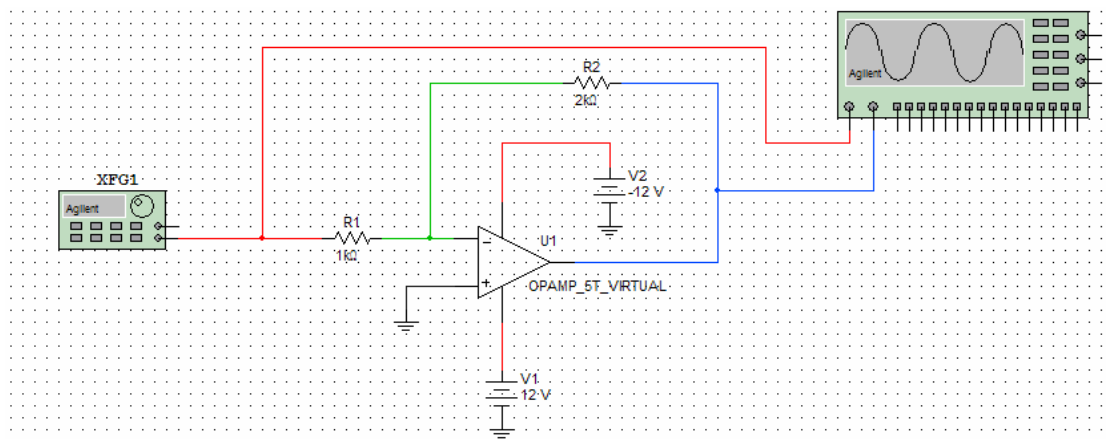 Agilent
R2
2kΩ
XFG1
Agilent
V2
-12 V
R1
1kΩ
U1
−
+
OPAMP_5T_VIRTUAL
V1
12 V